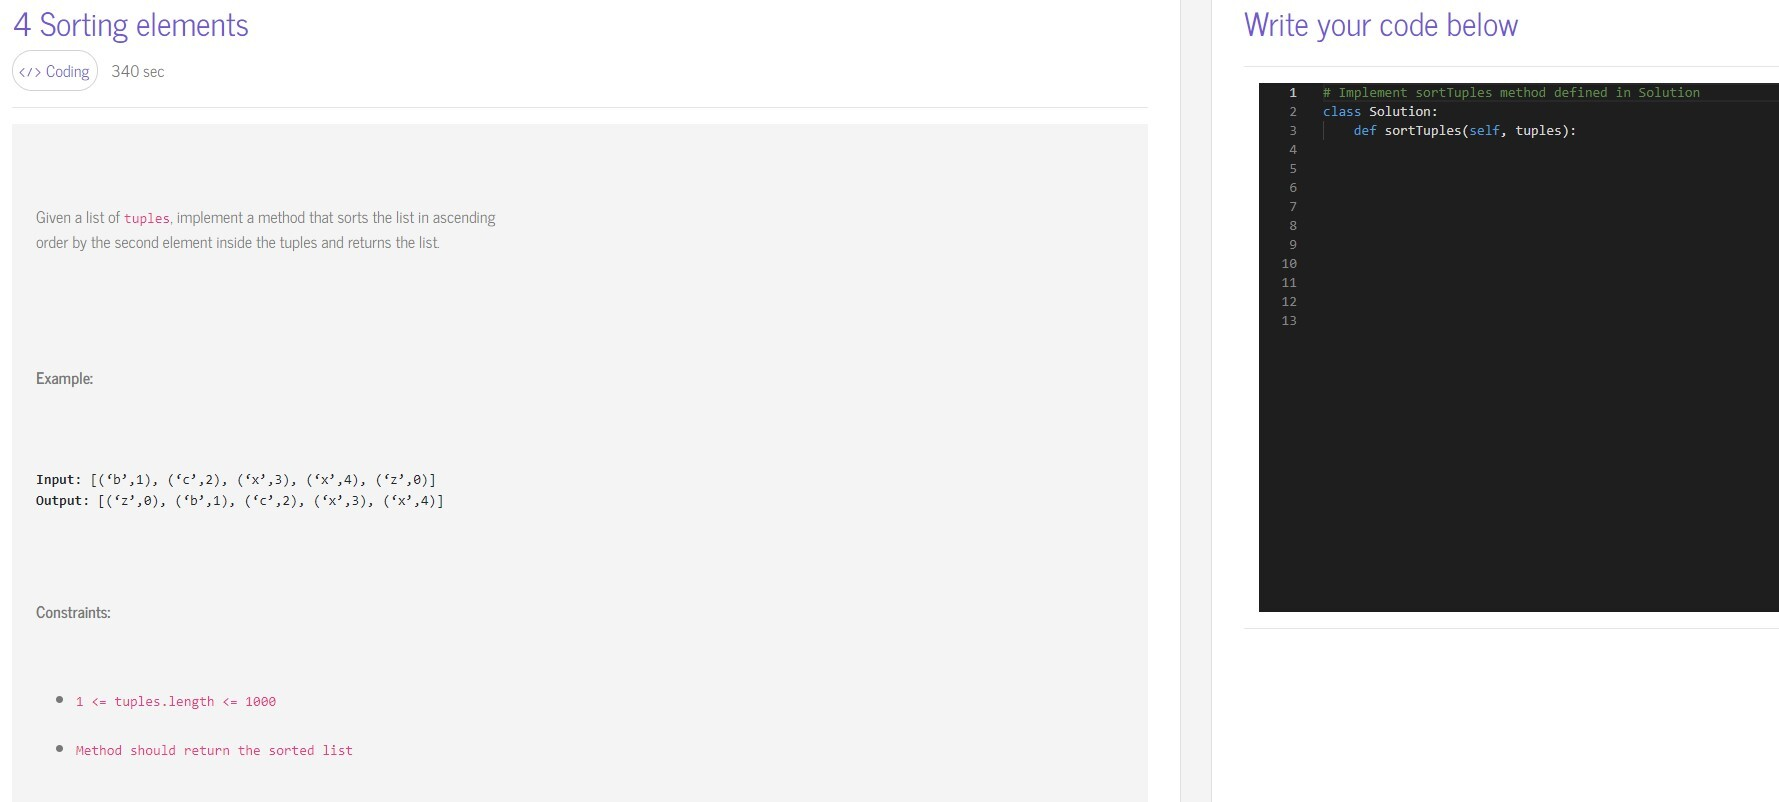 4 Sorting elements
</> Coding 340 sec
Given a list of tuples, implement a method that sorts the list in ascending
order by the second element inside the tuples and returns the list.
Example:
Input: [(‘b’,1), (‘c’,2), (‘x’,3), (‘x’,4), (‘z’,0)]
Output: [(‘z’,0), (‘b’,1), (‘c’,2), (‘x’,3), (‘x’,4)]
Constraints:
• 1 <= tuples.length <= 1000
• Method should return the sorted list
Write your code below
1 # Implement sortTuples method defined in Solution
2 class Solution:
3     def sortTuples(self, tuples):
4
5
6
7
8
9
10
11
12
13